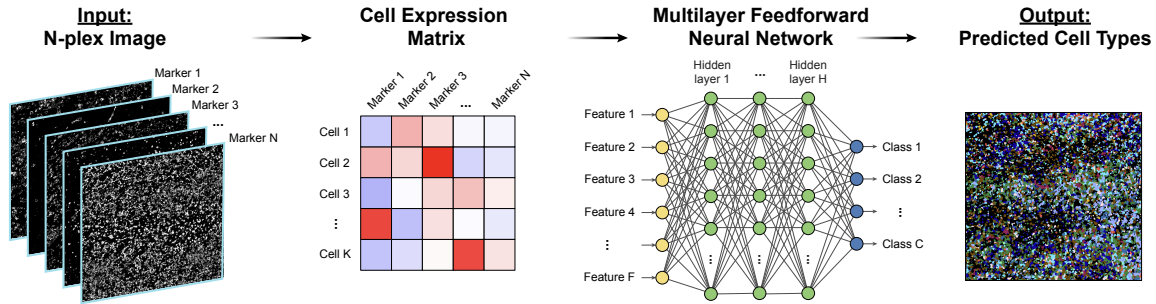 Input:
N-plex Image
Cell Expression
Matrix
Multilayer Feedforward
Neural Network
Output:
Predicted Cell Types
Marker 1
Marker 2
Marker 3
...
Marker N
Marker 1
Marker 2
Marker 3
...
Marker N
Cell 1
Cell 2
Cell 3
⋮
Cell K
Hidden
layer 1
...
Hidden
layer H
Feature 1
Feature 2
Feature 3
Feature 4
⋮
Feature F
⋮
⋮
⋮
Class 1
Class 2
⋮
Class C